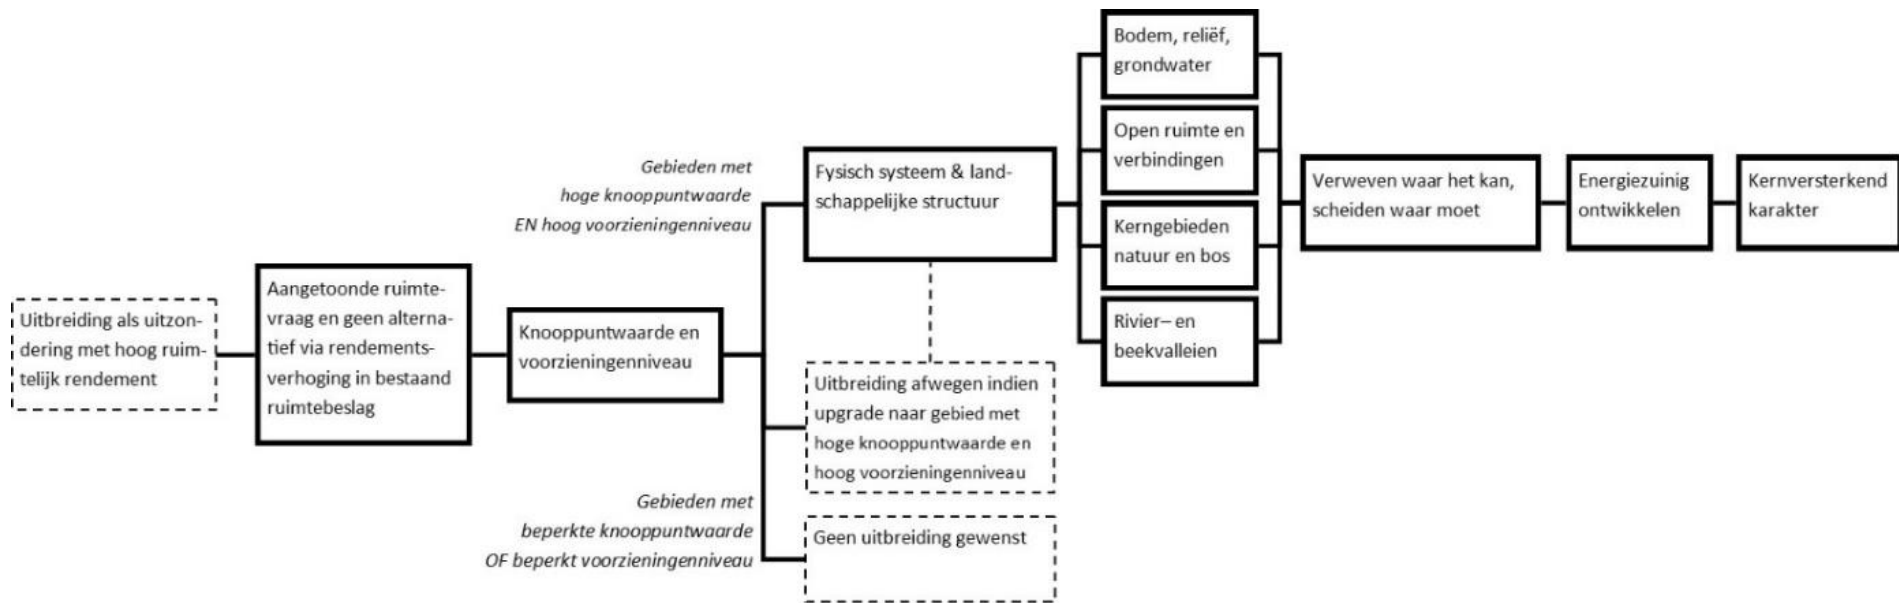 Uitbreiding als uitzon-
dering met hoog ruim-
telijk rendement
Aangetoonde ruimte-
vraag en geen alterna-
tief via rendements-
verhoging in bestaand
ruimtebeslag
Knooppuntwaarde en
voorzieningenniveau
Gebieden met
hoge knooppuntwaarde
EN hoog voorzieningenniveau
Gebieden met
beperkte knooppuntwaarde
OF beperkt voorzieningenniveau
Fysisch systeem & land-
schappelijke structuur
Uitbreiding afwegen indien
upgrade naar gebied met
hoge knooppuntwaarde en
hoog voorzieningenniveau
Geen uitbreiding gewenst
Bodem, reliëf,
grondwater
Open ruimte en
verbindingen
Kerngebieden
natuur en bos
Rivier– en
beekvalleien
Verweven waar het kan,
scheiden waar moet
Energiezuinig
ontwikkelen
Kernversterkend
karakter